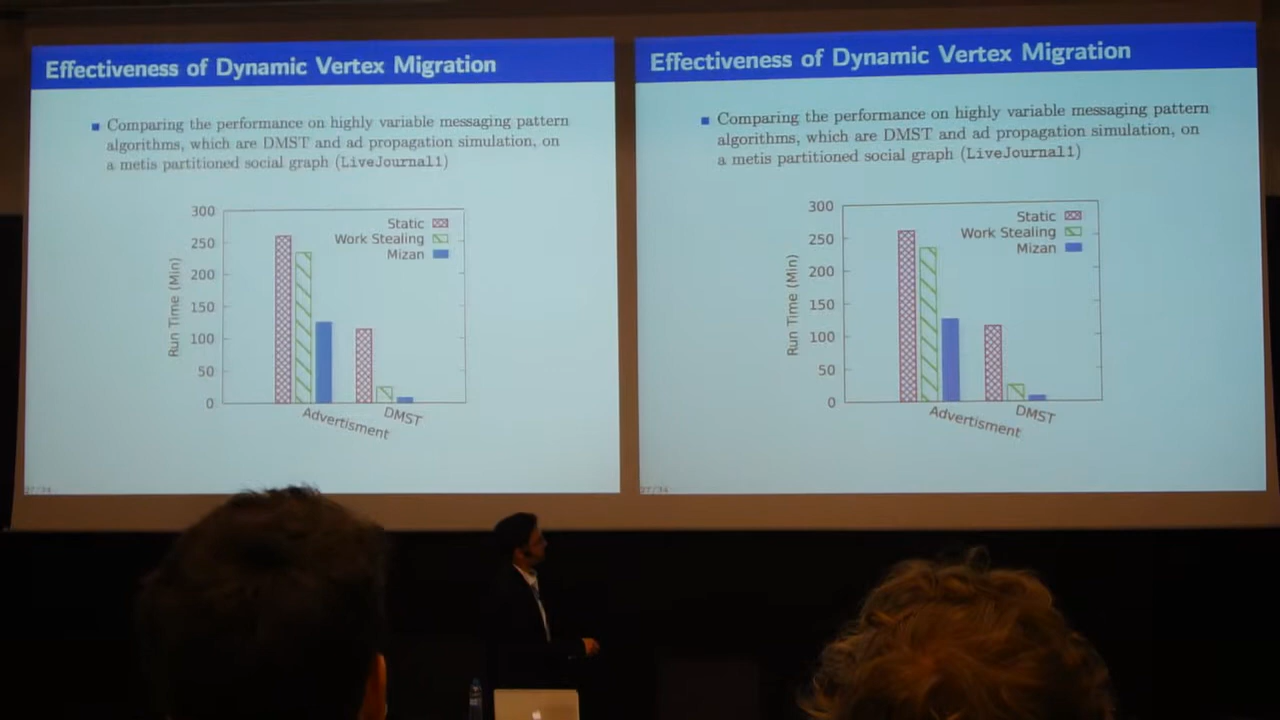 Effectiveness of Dynamic Vertex Migration
Comparing the performance on highly variable messaging pattern
algorithms, which are DMST and ad propagation simulation, on
a metis partitioned social graph (LiveJournal1)
300
250
200
150
100
50
0
Run Time (Min)
Static
Work Stealing
Mizan
Advertisment
DMST
Effectiveness of Dynamic Vertex Migration
Comparing the performance on highly variable messaging pattern
algorithms, which are DMST and ad propagation simulation, on
a metis partitioned social graph (LiveJournal1)
300
250
200
150
100
50
0
Run Time (Min)
Static
Work Stealing
Mizan
Advertisment
DMST